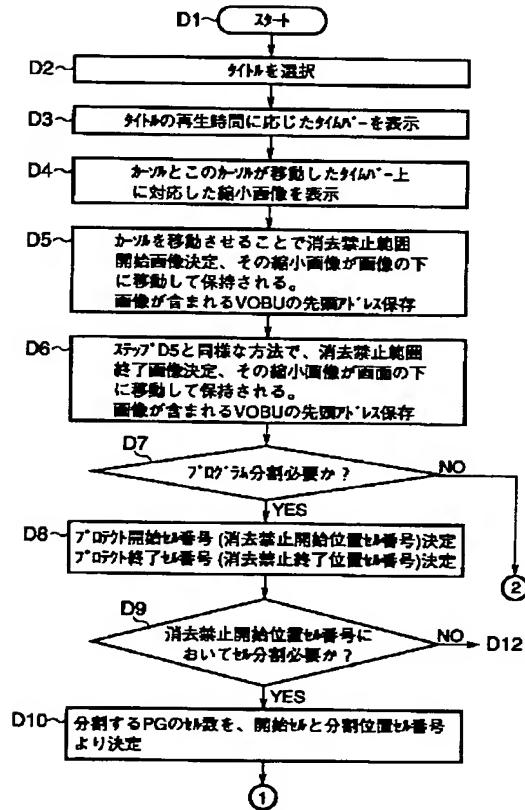 D1
スタート
D2
タイトルを選択
D3
タイトルの再生時間に応じたタイムバーを表示
D4
カーソルとこのカーソルが移動したタイムバー上
に対応した縮小画像を表示
D5
カーソルを移動させることで消去禁止範囲
開始画像決定、その縮小画像が画像の下
に移動して保持される。
画像が含まれるVOBUの先頭アドレス保存
D6
ステップD5と同様な方法で、消去禁止範囲
終了画像決定、その縮小画像が画面の下
に移動して保持される。
画像が含まれるVOBUの先頭アドレス保存
D7
プログラム分割必要か?
NO
YES
②
D8
プロテクト開始セル番号(消去禁止開始位置セル番号)決定
プロテクト終了セル番号(消去禁止終了位置セル番号)決定
D9
消去禁止開始位置セル番号に
おいてセル分割必要か?
NO
D12
YES
D10
分割するPGのセル数を、開始セルと分割位置セル番号
より決定
①